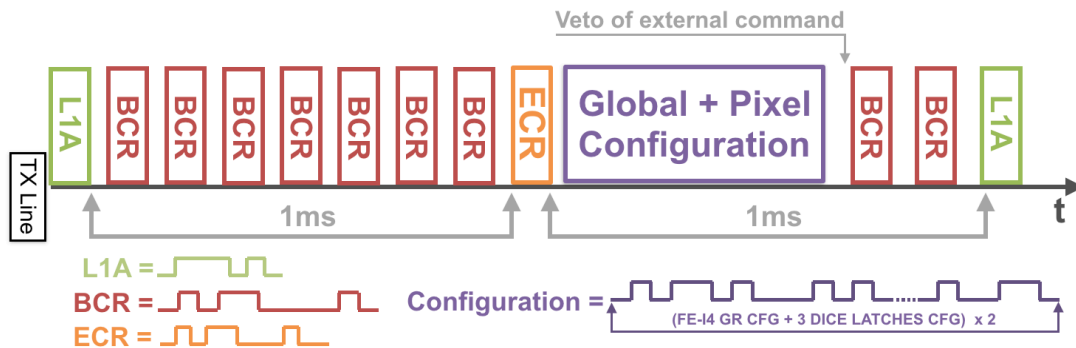 Veto of external command
L1A
BCR
BCR
BCR
BCR
BCR
BCR
BCR
ECR
Global + Pixel
Configuration
BCR
BCR
L1A
TX Line
1ms
1ms
t
L1A =
BCR =
ECR =
Configuration =
(FE-I4 GR CFG + 3 DICE LATCHES CFG) x 2